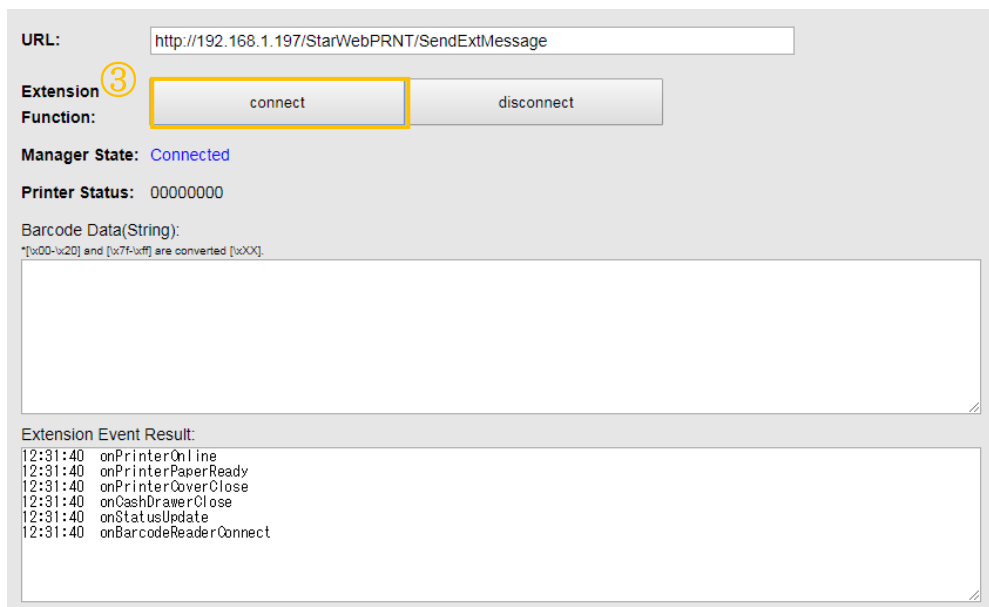 URL: http://192.168.1.197/StarWebPRNT/SendExtMessage
③
Extension
Function:
connect disconnect
Manager State: Connected
Printer Status: 00000000
Barcode Data(String):
*[\x00-\x20] and [\x7f-\xff] are converted [\xXX].
Extension Event Result:
12:31:40 onPrinterOnline
12:31:40 onPrinterPaperReady
12:31:40 onPrinterCoverClose
12:31:40 onCashDrawerClose
12:31:40 onStatusUpdate
12:31:40 onBarcodeReaderConnect